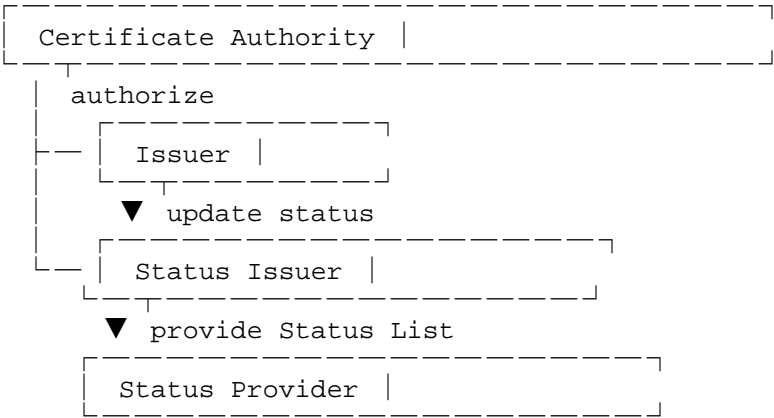 Certificate Authority
authorize
Issuer
▼ update status
Status Issuer
▼ provide Status List
Status Provider